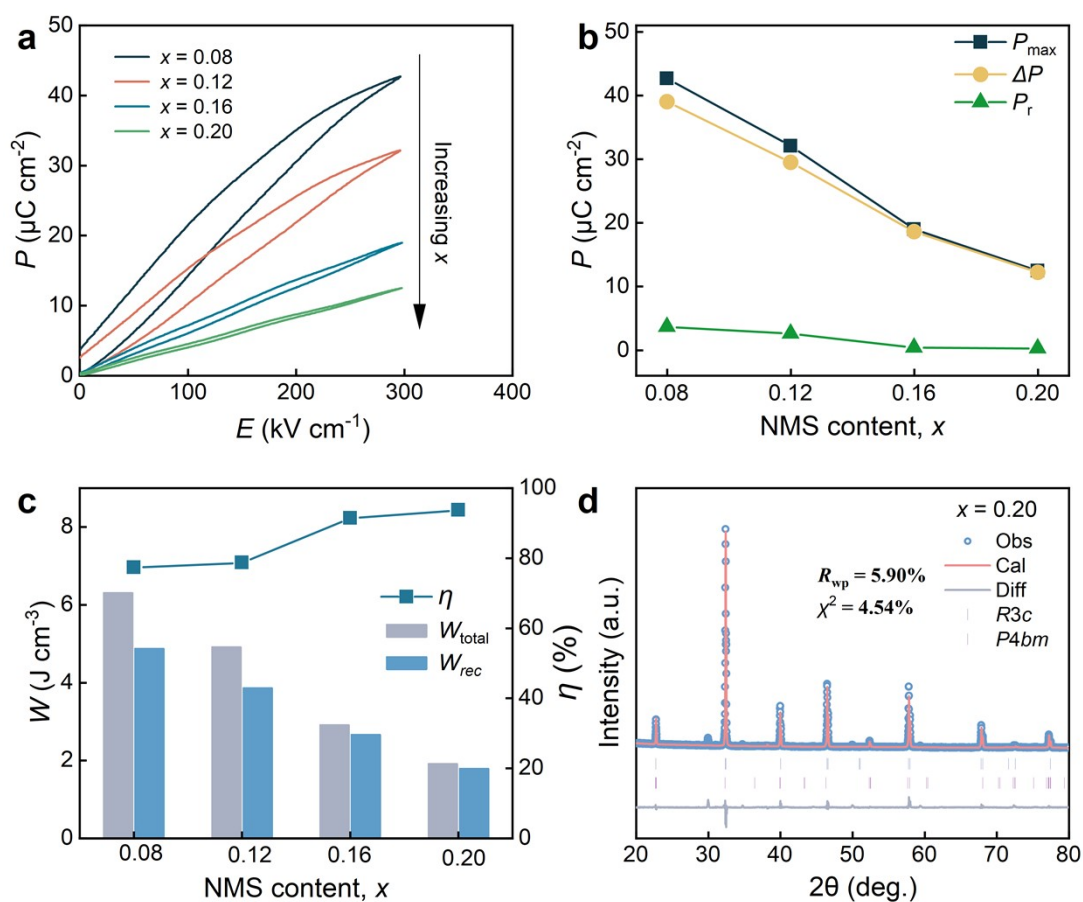 a
50
40
30
20
10
0
P (μC cm⁻²)
x = 0.08
x = 0.12
x = 0.16
x = 0.20
Increasing x
0 100 200 300 400
E (kV cm⁻¹)
b
50
40
30
20
10
0
P (μC cm⁻²)
Pmax
ΔP
Pr
0.08 0.12 0.16 0.20
NMS content, x
c
8
6
4
2
0
W (J cm⁻³)
η
Wtotal
Wrec
100
80
60
40
20
0
η (%)
0.08 0.12 0.16 0.20
NMS content, x
d
Intensity (a.u.)
x = 0.20
Obs
Cal
Diff
R3c
P4bm
Rwp = 5.90%
χ² = 4.54%
20 30 40 50 60 70 80
2θ (deg.)